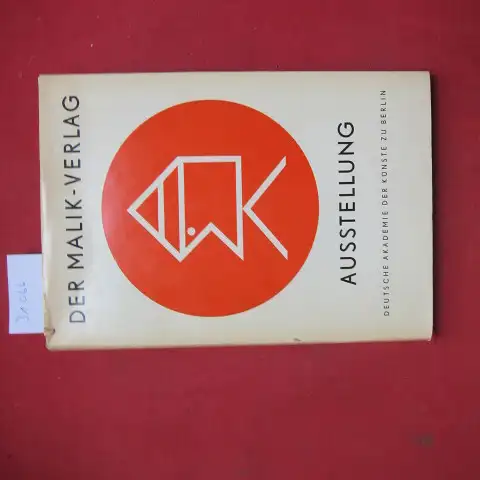 DER MALIK-VERLAG
AUSSTELLUNG
DEUTSCHE AKADEMIE DER KÜNSTE ZU BERLIN